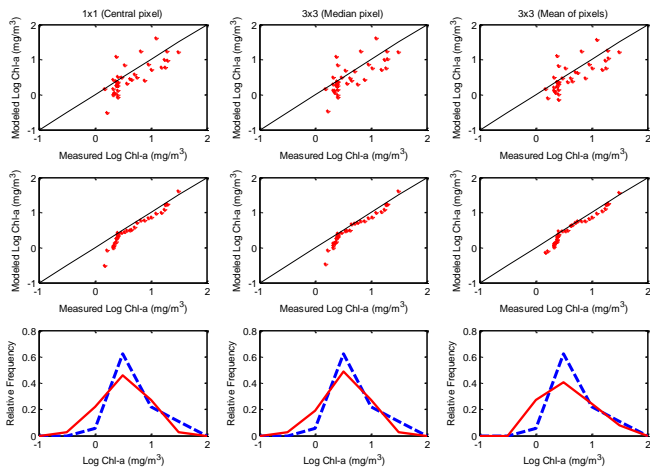 1x1 (Central pixel)
3x3 (Median pixel)
3x3 (Mean of pixels)
Modeled Log Chl-a (mg/m³)
2
1
0
-1
-1 0 1 2
Measured Log Chl-a (mg/m³)
Modeled Log Chl-a (mg/m³)
2
1
0
-1
-1 0 1 2
Measured Log Chl-a (mg/m³)
Modeled Log Chl-a (mg/m³)
2
1
0
-1
-1 0 1 2
Measured Log Chl-a (mg/m³)
Modeled Log Chl-a (mg/m³)
2
1
0
-1
-1 0 1 2
Measured Log Chl-a (mg/m³)
Modeled Log Chl-a (mg/m³)
2
1
0
-1
-1 0 1 2
Measured Log Chl-a (mg/m³)
Modeled Log Chl-a (mg/m³)
2
1
0
-1
-1 0 1 2
Measured Log Chl-a (mg/m³)
Relative Frequency
0.8
0.6
0.4
0.2
0
-1 0 1 2
Log Chl-a (mg/m³)
Relative Frequency
0.8
0.6
0.4
0.2
0
-1 0 1 2
Log Chl-a (mg/m³)
Relative Frequency
0.8
0.6
0.4
0.2
0
-1 0 1 2
Log Chl-a (mg/m³)